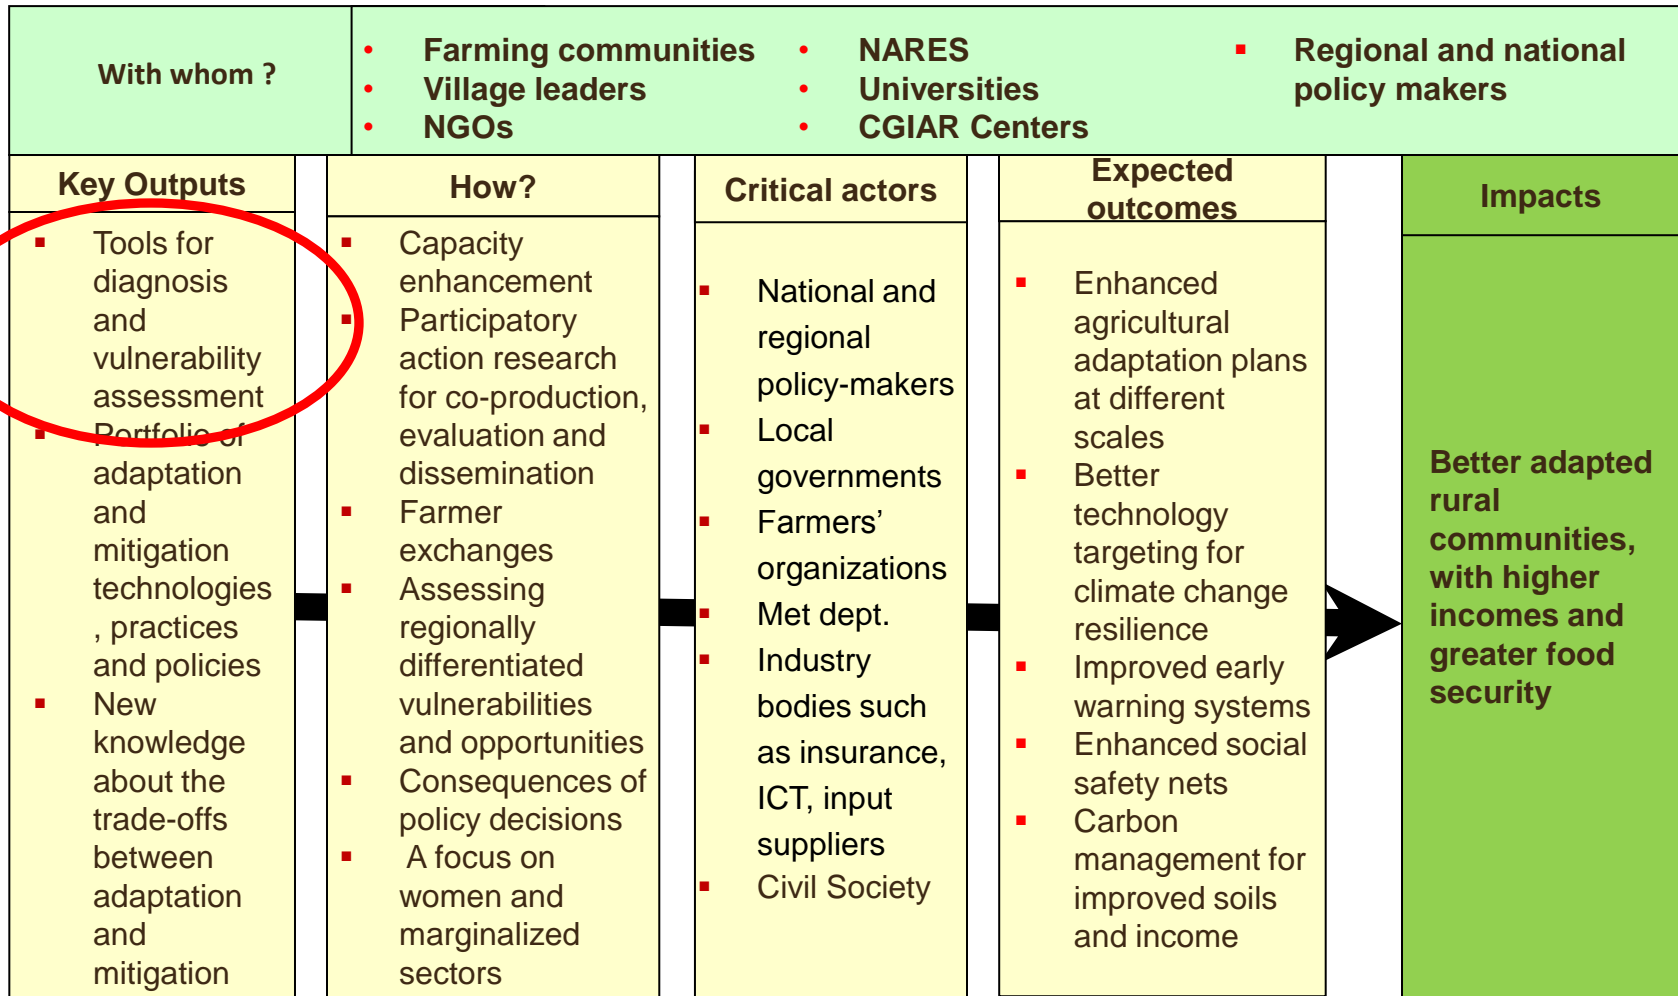 With whom ?
• Farming communities
• Village leaders
• NGOs
• NARES
• Universities
• CGIAR Centers
▪ Regional and national
policy makers
Key Outputs
▪ Tools for
diagnosis
and
vulnerability
assessment
▪ Portfolio of
adaptation
and
mitigation
technologies
, practices
and policies
▪ New
knowledge
about the
trade-offs
between
adaptation
and
mitigation
How?
▪ Capacity
enhancement
▪ Participatory
action research
for co-production,
evaluation and
dissemination
▪ Farmer
exchanges
▪ Assessing
regionally
differentiated
vulnerabilities
and opportunities
▪ Consequences of
policy decisions
▪ A focus on
women and
marginalized
sectors
Critical actors
▪ National and
regional
policy-makers
▪ Local
governments
▪ Farmers’
organizations
▪ Met dept.
▪ Industry
bodies such
as insurance,
ICT, input
suppliers
▪ Civil Society
Expected
outcomes
▪ Enhanced
agricultural
adaptation plans
at different
scales
▪ Better
technology
targeting for
climate change
resilience
▪ Improved early
warning systems
▪ Enhanced social
safety nets
▪ Carbon
management for
improved soils
and income
Impacts
Better adapted
rural
communities,
with higher
incomes and
greater food
security